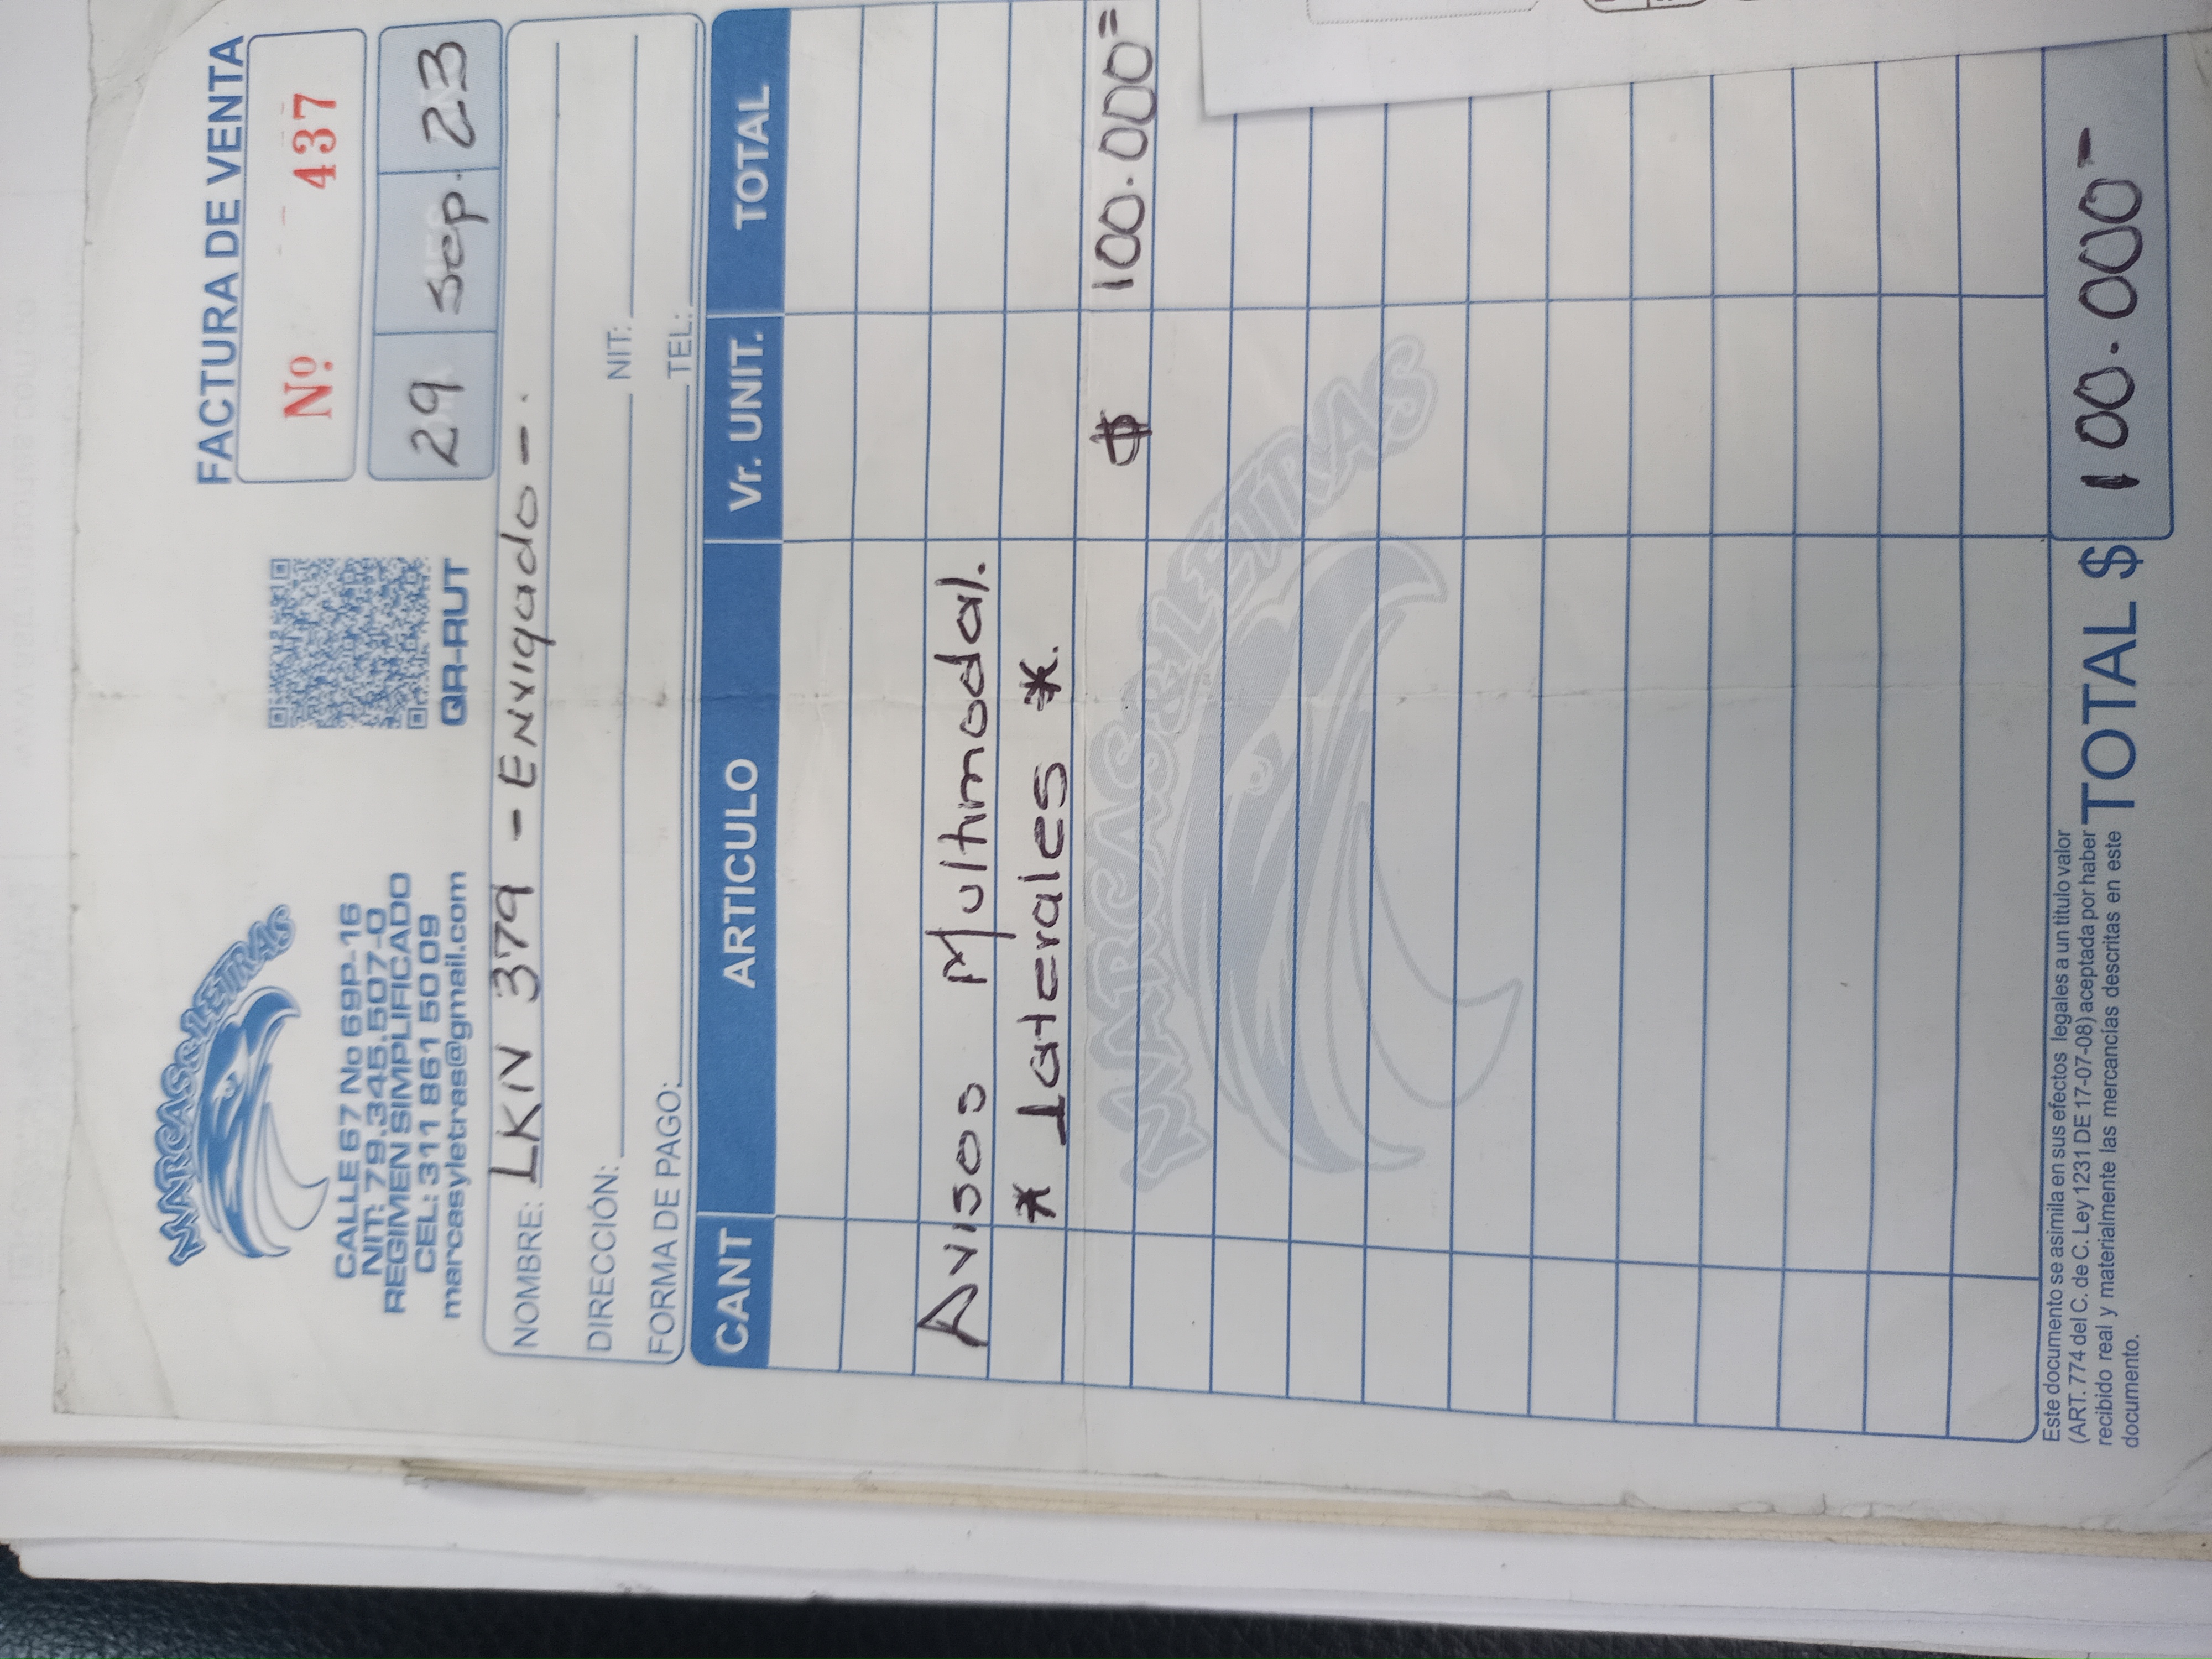 MARCAS&LETRAS
CALLE 67 No 69P-16
NIT: 79.345.507-0
REGIMEN SIMPLIFICADO
CEL: 311 861 50 09
marcasyletras@gmail.com
QR-RUT
FACTURA DE VENTA
Nº. 437
29 Sep. 23
NOMBRE: LKN 379 - ENVIGADO -.
DIRECCIÓN: NIT:
FORMA DE PAGO: TEL:
CANT ARTICULO Vr. UNIT. TOTAL
Avisos Multimodal.
* Laterales *.
$ 100.000=
MARCAS&LETRAS
Este documento se asimila en sus efectos legales a un titulo valor
(ART. 774 del C. de C. Ley 1231 DE 17-07-08) aceptada por haber
recibido real y materialmente las mercancías descritas en este
documento.
TOTAL $ 100.000-